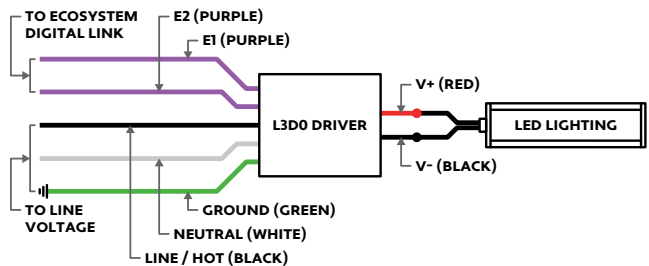 TO ECOSYSTEM
DIGITAL LINK
E2 (PURPLE)
E1 (PURPLE)
L3D0 DRIVER
V+ (RED)
LED LIGHTING
V- (BLACK)
TO LINE
VOLTAGE
GROUND (GREEN)
NEUTRAL (WHITE)
LINE / HOT (BLACK)